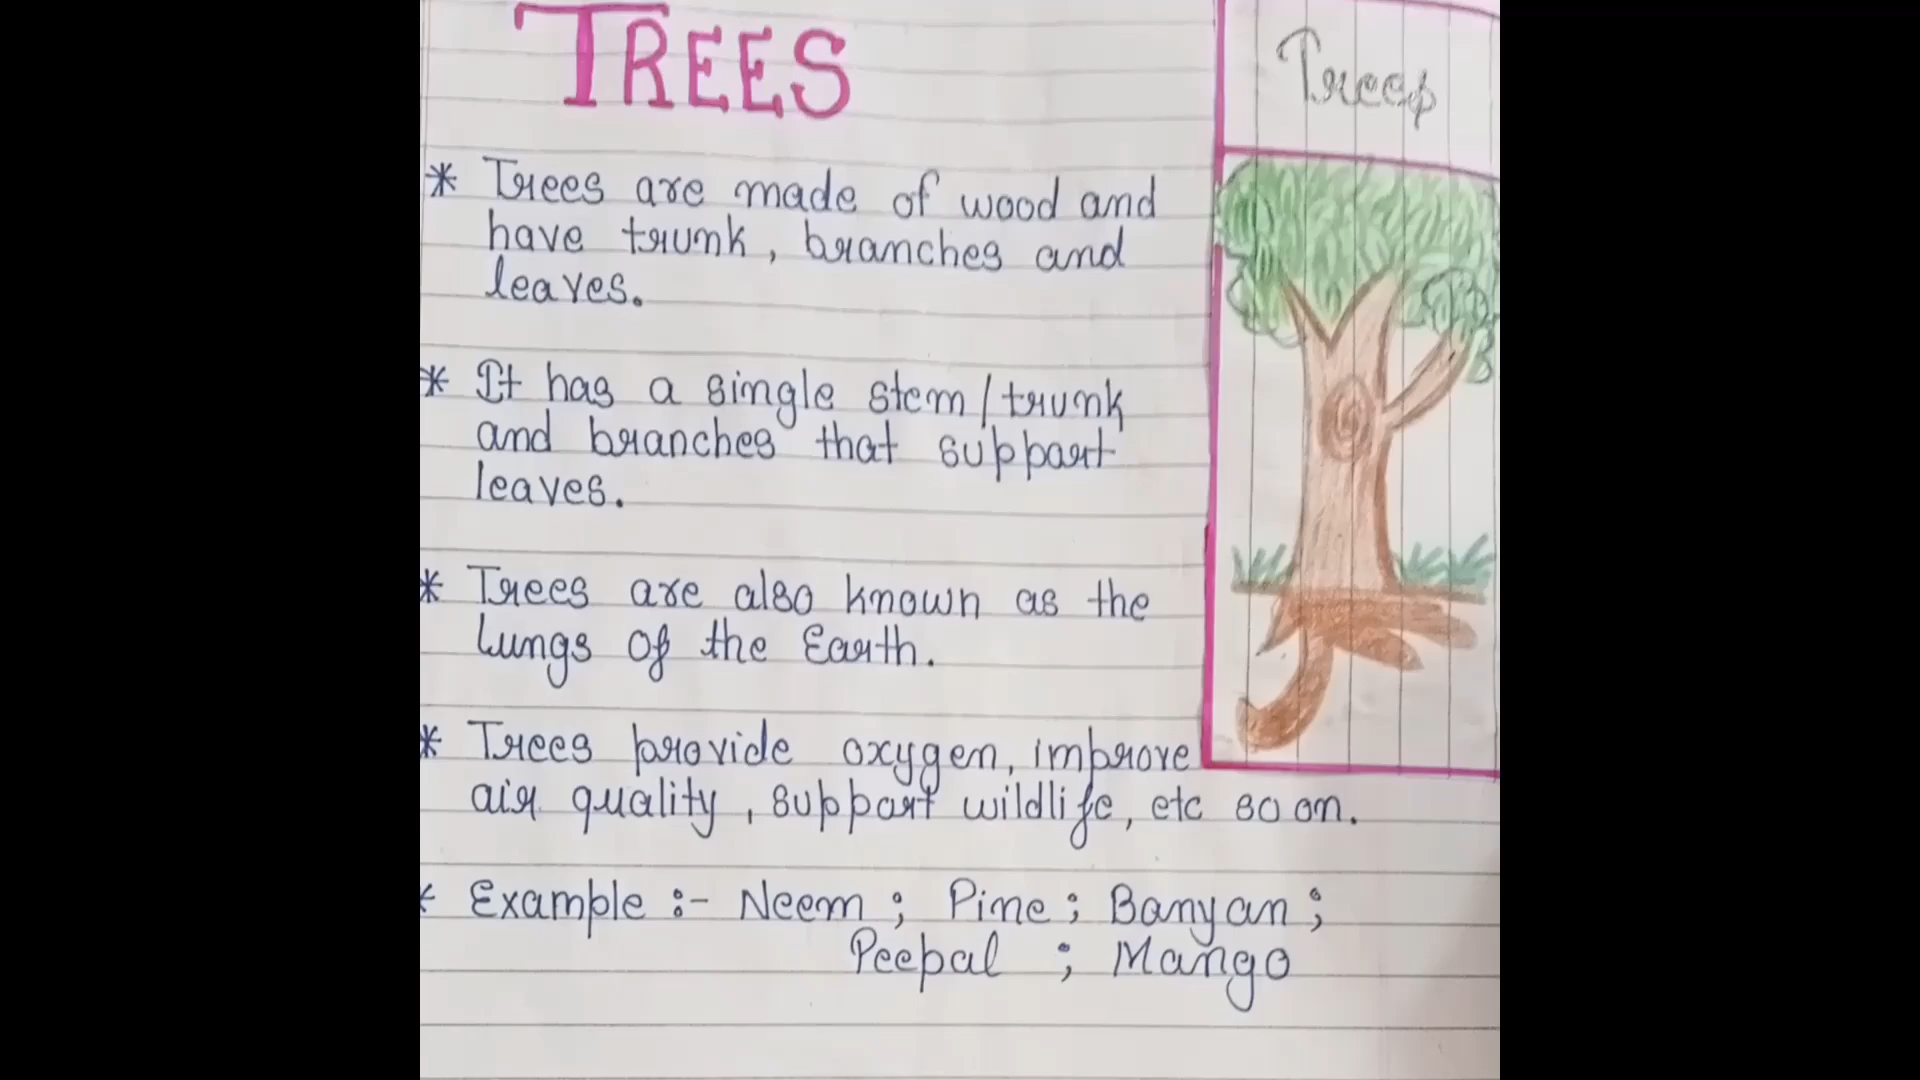 TREES
Trees
* Trees are made of wood and
have trunk, branches and
leaves.
* It has a single stem/trunk
and branches that support
leaves.
* Trees are also known as the
lungs of the Earth.
* Trees provide oxygen, improve
air quality, support wildlife, etc so on.
* Example :- Neem ; Pine ; Banyan ;
Peepal ; Mango